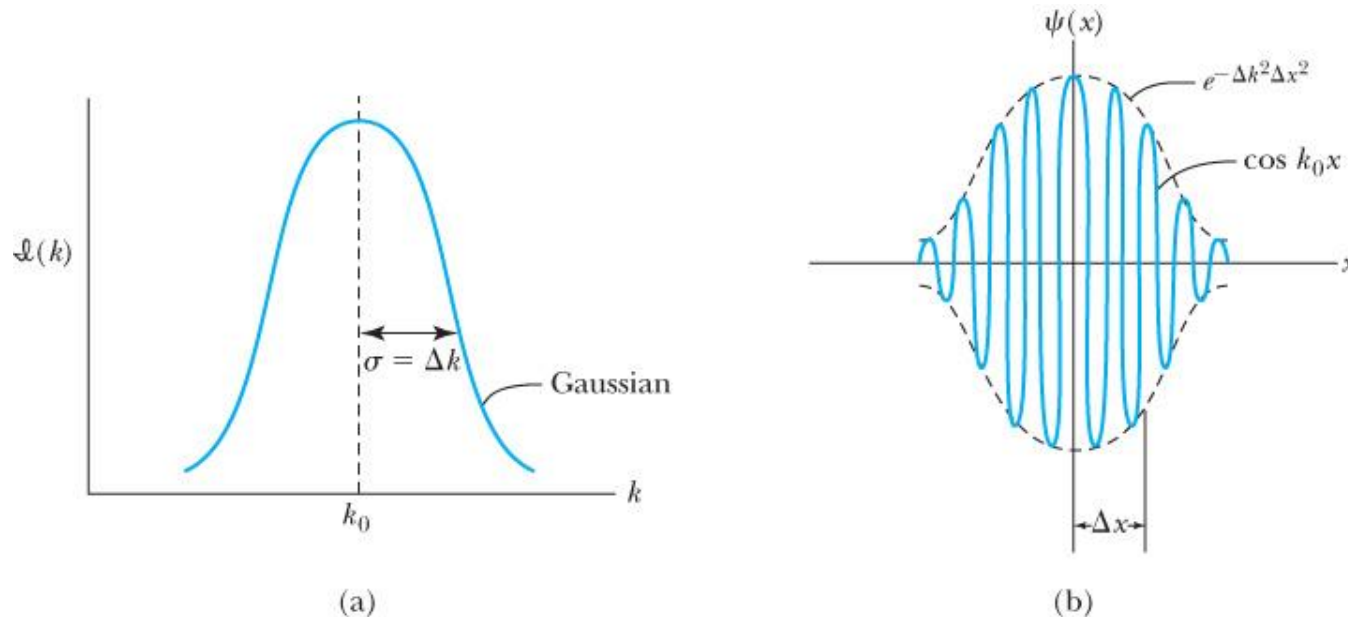 ℐ(k)
σ = Δk
Gaussian
k
k₀
(a)
ψ(x)
e^{-Δk²Δx²}
cos k₀x
x
Δx
(b)